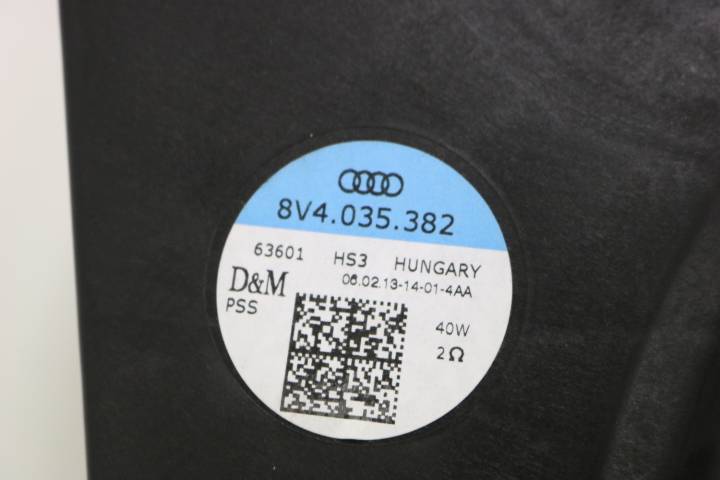 8V4.035.382
63601 HS3 HUNGARY
D&M 06.02.13-14-01-4AA
PSS
40W
2Ω